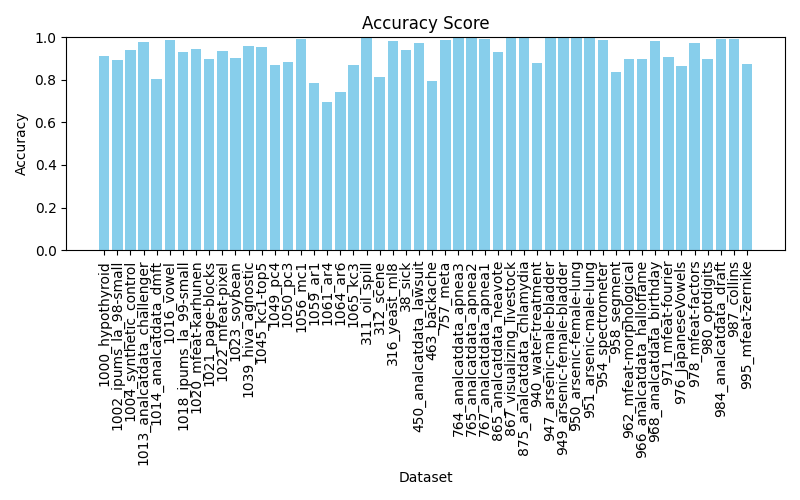 Accuracy Score
Accuracy
1.0
0.8
0.6
0.4
0.2
0.0
1000_hypothyroid
1002_ipums_la_98-small
1004_synthetic_control
1013_analcatdata_challenger
1014_analcatdata_dmft
1016_vowel
1018_ipums_la_99-small
1020_mfeat-karhunen
1021_page-blocks
1022_mfeat-pixel
1023_soybean
1039_hiva_agnostic
1045_kc1-top5
1049_pc4
1050_pc3
1056_mc1
1059_ar1
1061_ar4
1064_ar6
1065_kc3
311_oil_spill
312_scene
316_yeast_ml8
38_sick
450_analcatdata_lawsuit
463_backache
757_meta
764_analcatdata_apnea3
765_analcatdata_apnea2
767_analcatdata_apnea1
865_analcatdata_neavote
867_visualizing_livestock
875_analcatdata_chlamydia
940_water-treatment
947_arsenic-male-bladder
949_arsenic-female-bladder
950_arsenic-female-lung
951_arsenic-male-lung
954_spectrometer
958_segment
962_mfeat-morphological
966_analcatdata_halloffame
968_analcatdata_birthday
971_mfeat-fourier
976_JapaneseVowels
978_mfeat-factors
980_optdigits
984_analcatdata_draft
987_collins
995_mfeat-zernike
Dataset